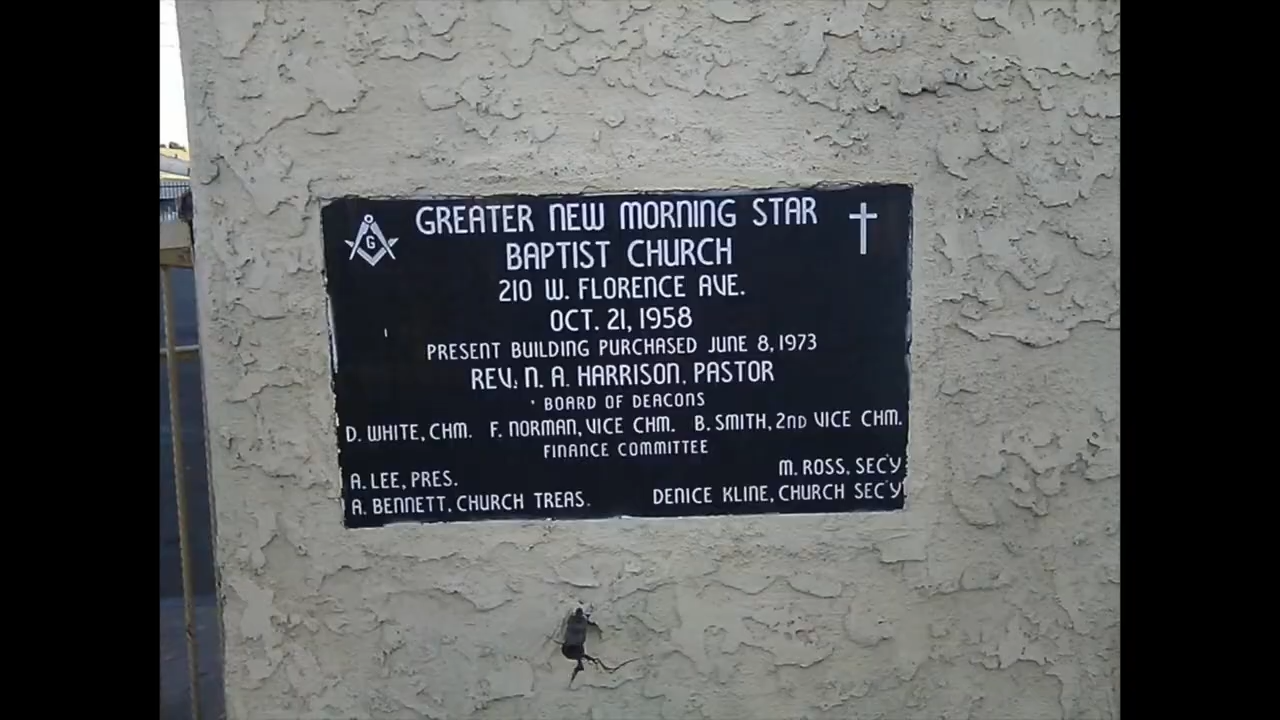 G
GREATER NEW MORNING STAR
BAPTIST CHURCH
210 W. FLORENCE AVE.
OCT. 21, 1958
PRESENT BUILDING PURCHASED JUNE 8, 1973
REV. N. A. HARRISON, PASTOR
BOARD OF DEACONS
D. WHITE, CHM. F. NORMAN, VICE CHM. B. SMITH, 2ND VICE CHM.
FINANCE COMMITTEE
A. LEE, PRES. M. ROSS, SEC'Y
A. BENNETT, CHURCH TREAS. DENICE KLINE, CHURCH SEC'Y